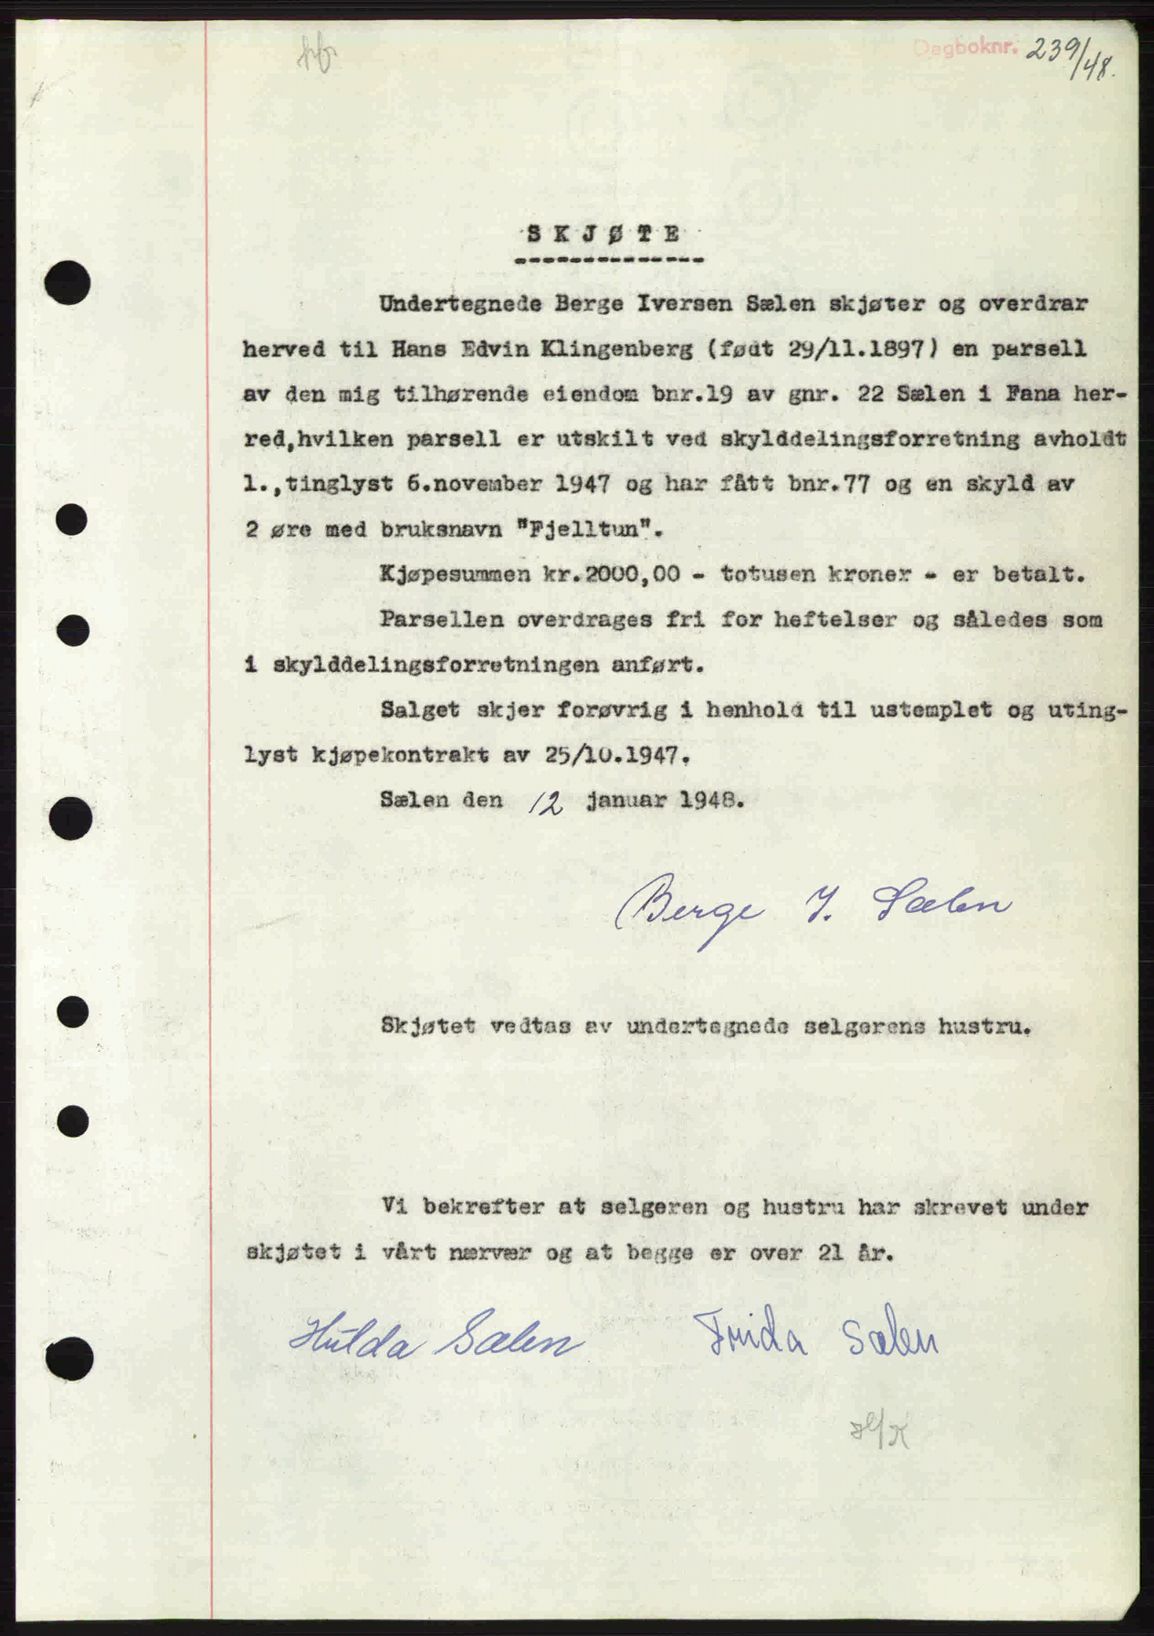 Dagboknr. 239/48.
SKJØTE
Undertegnede Berge Iversen Sælen skjøter og overdrar
herved til Hans Edvin Klingenberg (født 29/11.1897) en parsell
av den mig tilhørende eiendom bnr.19 av gnr. 22 Sælen i Fana her-
red,hvilken parsell er utskilt ved skylddelingsforretning avholdt
1.,tinglyst 6.november 1947 og har fått bnr.77 og en skyld av
2 øre med bruksnavn "Fjelltun".
Kjøpesummen kr.2000,00 - totusen kroner - er betalt.
Parsellen overdrages fri for heftelser og således som
i skylddelingsforretningen anført.
Salget skjer forøvrig i henhold til ustemplet og uting-
lyst kjøpekontrakt av 25/10.1947.
Sælen den 12 januar 1948.
Berge I. Sælen
Skjøtet vedtas av undertegnede selgerens hustru.
Vi bekrefter at selgeren og hustru har skrevet under
skjøtet i vårt nærvær og at begge er over 21 år.
Hulda Sælen Frida Sælen